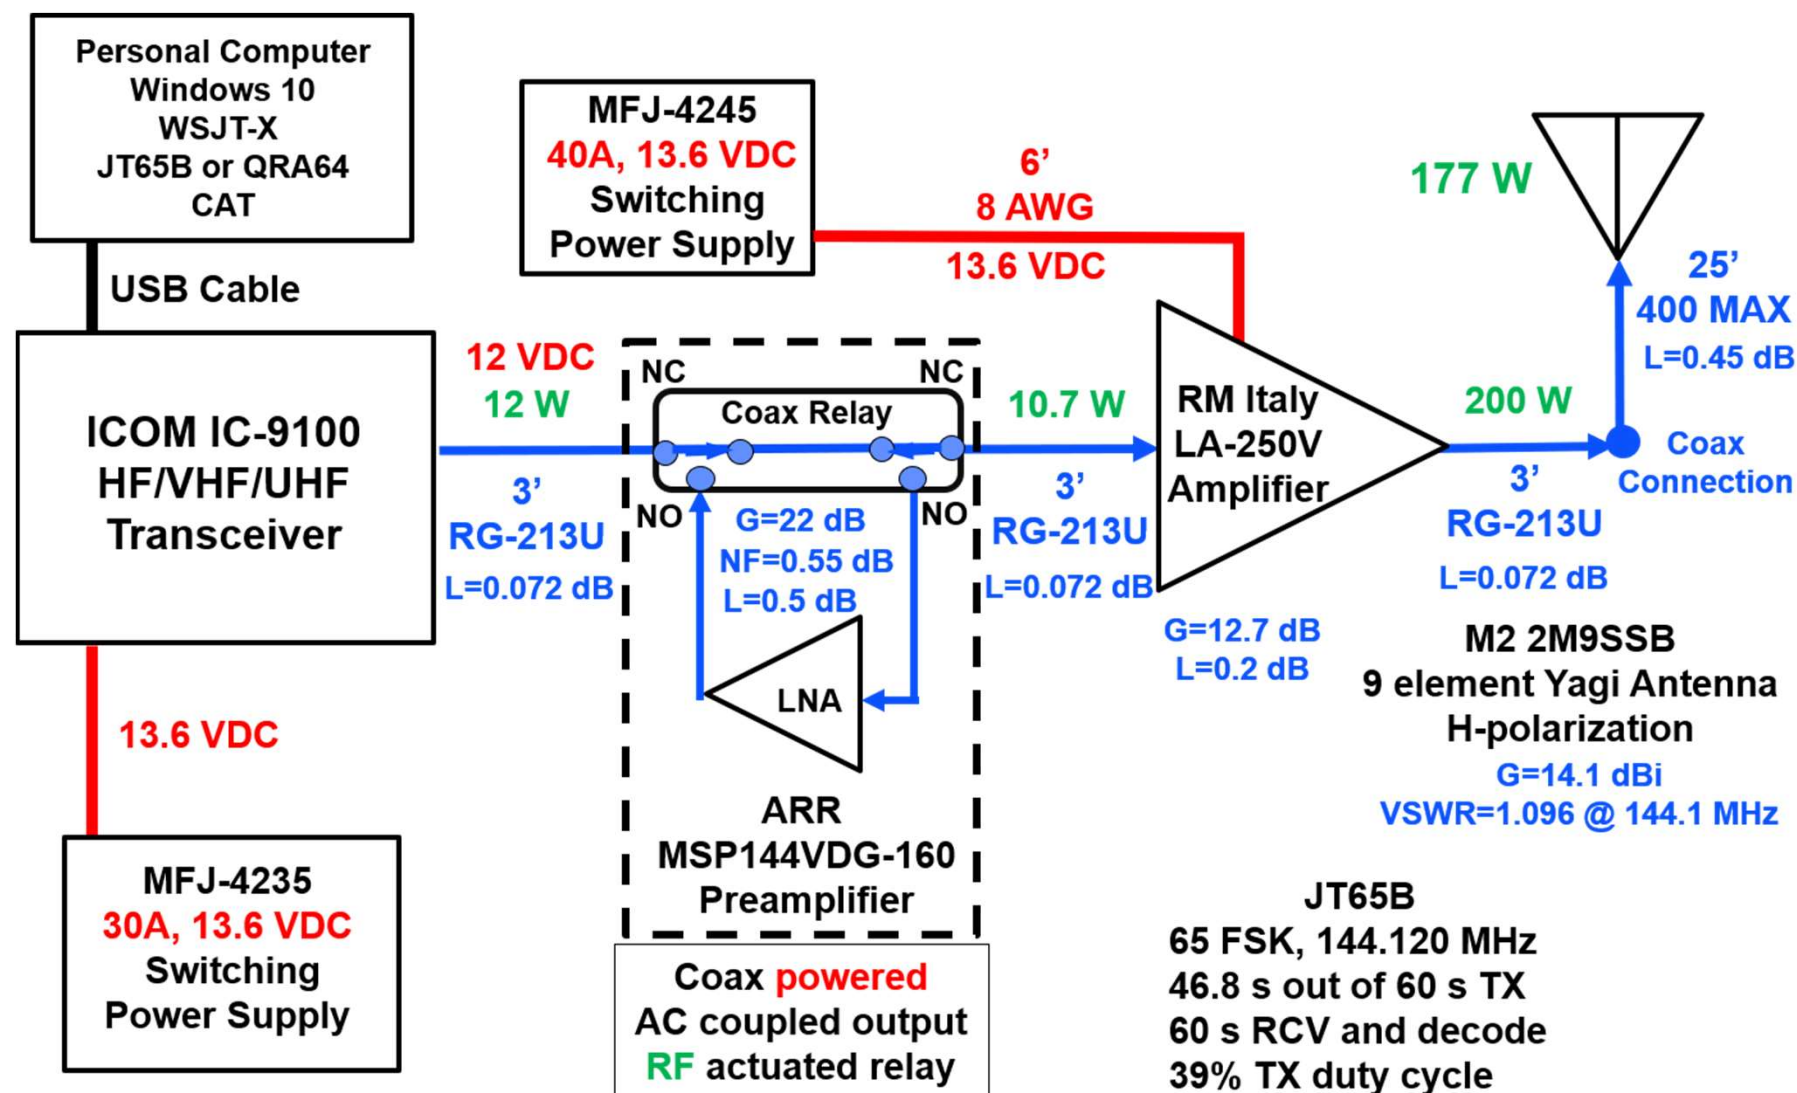 Personal Computer
Windows 10
WSJT-X
JT65B or QRA64
CAT
USB Cable
ICOM IC-9100
HF/VHF/UHF
Transceiver
13.6 VDC
MFJ-4235
30A, 13.6 VDC
Switching
Power Supply
12 VDC
12 W
3’
RG-213U
L=0.072 dB
MFJ-4245
40A, 13.6 VDC
Switching
Power Supply
6’
8 AWG
13.6 VDC
NC
NC
Coax Relay
NO
NO
G=22 dB
NF=0.55 dB
L=0.5 dB
LNA
ARR
MSP144VDG-160
Preamplifier
Coax powered
AC coupled output
RF actuated relay
10.7 W
3’
RG-213U
L=0.072 dB
RM Italy
LA-250V
Amplifier
G=12.7 dB
L=0.2 dB
200 W
3’
RG-213U
L=0.072 dB
Coax
Connection
177 W
25’
400 MAX
L=0.45 dB
M2 2M9SSB
9 element Yagi Antenna
H-polarization
G=14.1 dBi
VSWR=1.096 @ 144.1 MHz
JT65B
65 FSK, 144.120 MHz
46.8 s out of 60 s TX
60 s RCV and decode
39% TX duty cycle